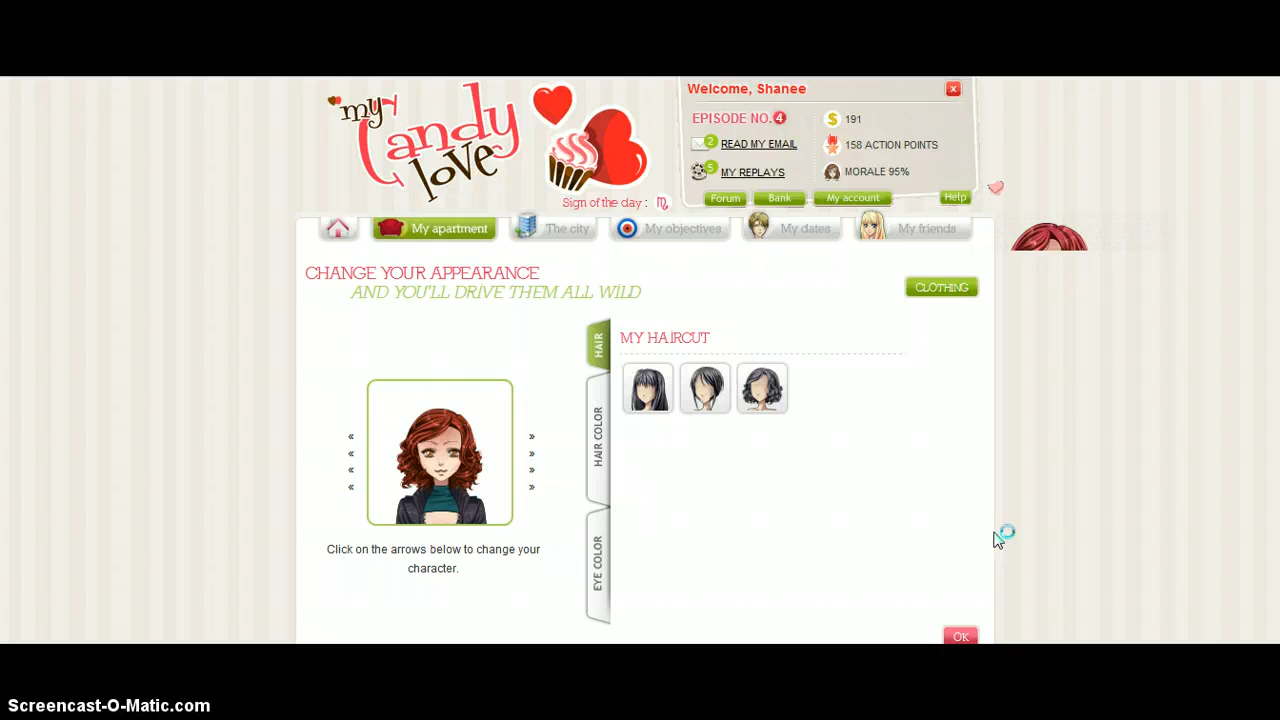 my Candy love
Welcome, Shanee
x
EPISODE NO. 4
191
2 READ MY EMAIL
158 ACTION POINTS
5 MY REPLAYS
MORALE 95%
Forum
Bank
My account
Help
Sign of the day : ♏
My apartment
The city
My objectives
My dates
My friends
CHANGE YOUR APPEARANCE
AND YOU'LL DRIVE THEM ALL WILD
CLOTHING
HAIR
MY HAIRCUT
HAIR COLOR
« »
« »
« »
« »
EYE COLOR
Click on the arrows below to change your
character.
OK
Screencast-O-Matic.com